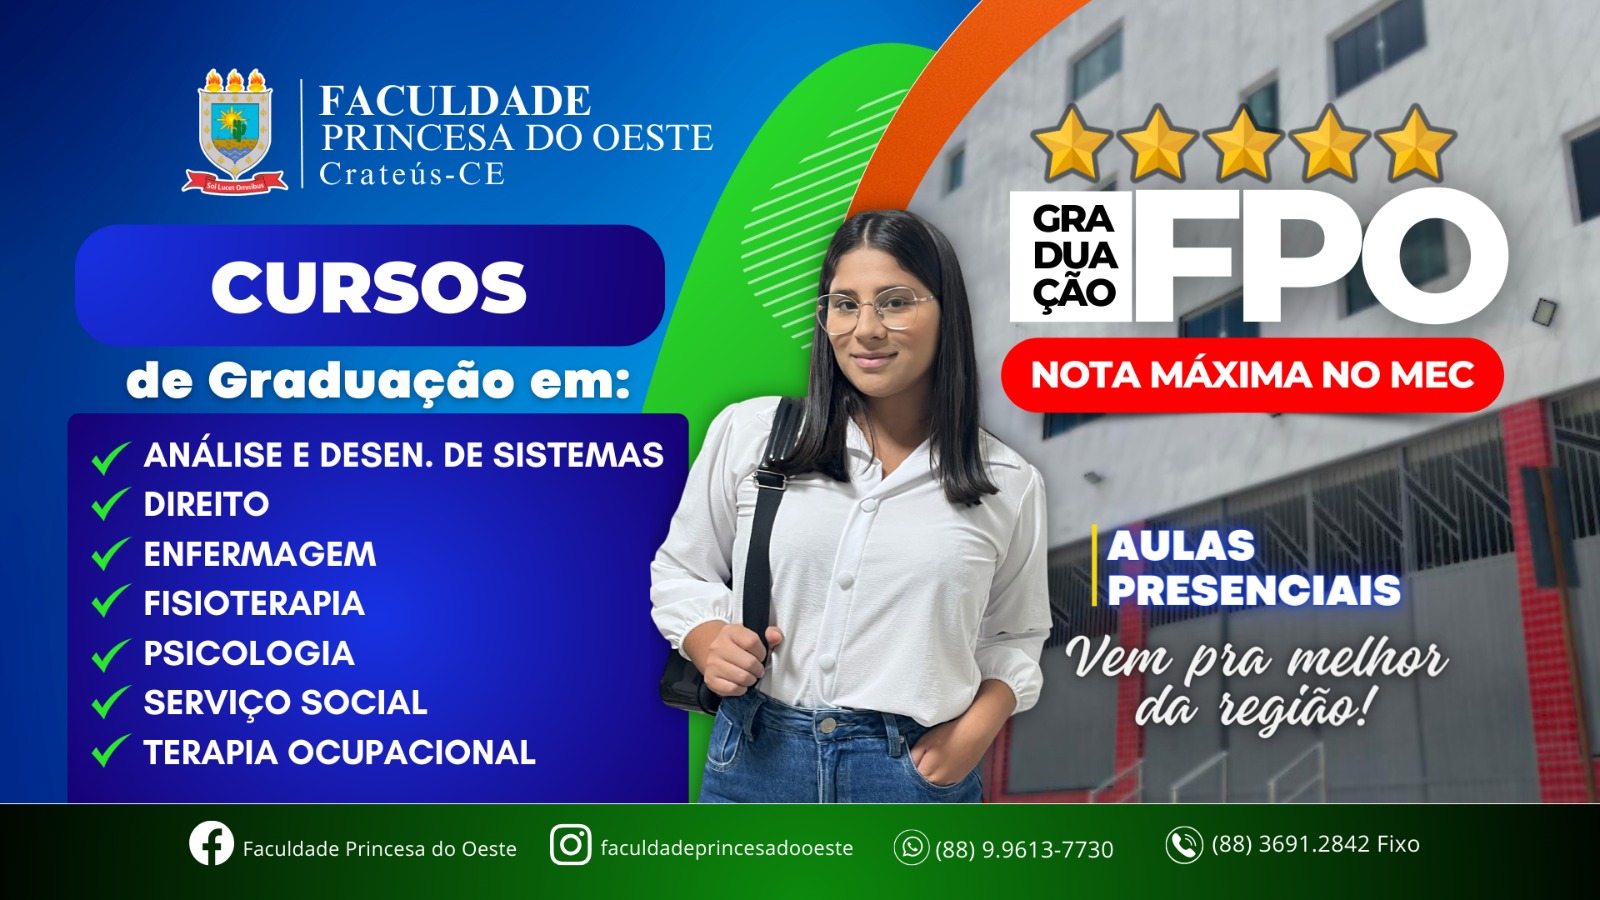 FACULDADE
PRINCESA DO OESTE
Crateús-CE
Sol Lucet Omnibus
CURSOS
de Graduação em:
ANÁLISE E DESEN. DE SISTEMAS
DIREITO
ENFERMAGEM
FISIOTERAPIA
PSICOLOGIA
SERVIÇO SOCIAL
TERAPIA OCUPACIONAL
GRA
DUA
ÇÃO
FPO
NOTA MÁXIMA NO MEC
AULAS
PRESENCIAIS
Vem pra melhor
da região!
Faculdade Princesa do Oeste
faculdadeprincesadooeste
(88) 9.9613-7730
(88) 3691.2842 Fixo